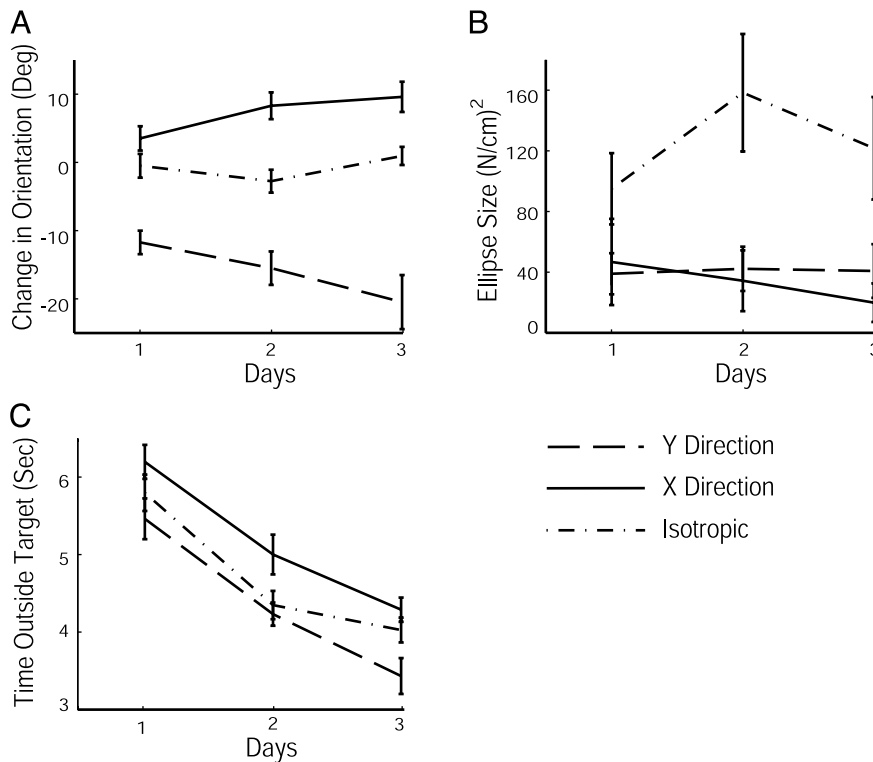 A
Change in Orientation (Deg)
10
0
-10
-20
1 2 3
Days
B
Ellipse Size (N/cm)2
160
120
80
40
0
1 2 3
Days
C
Time Outside Target (Sec)
6
5
4
3
1 2 3
Days
Y Direction
X Direction
Isotropic